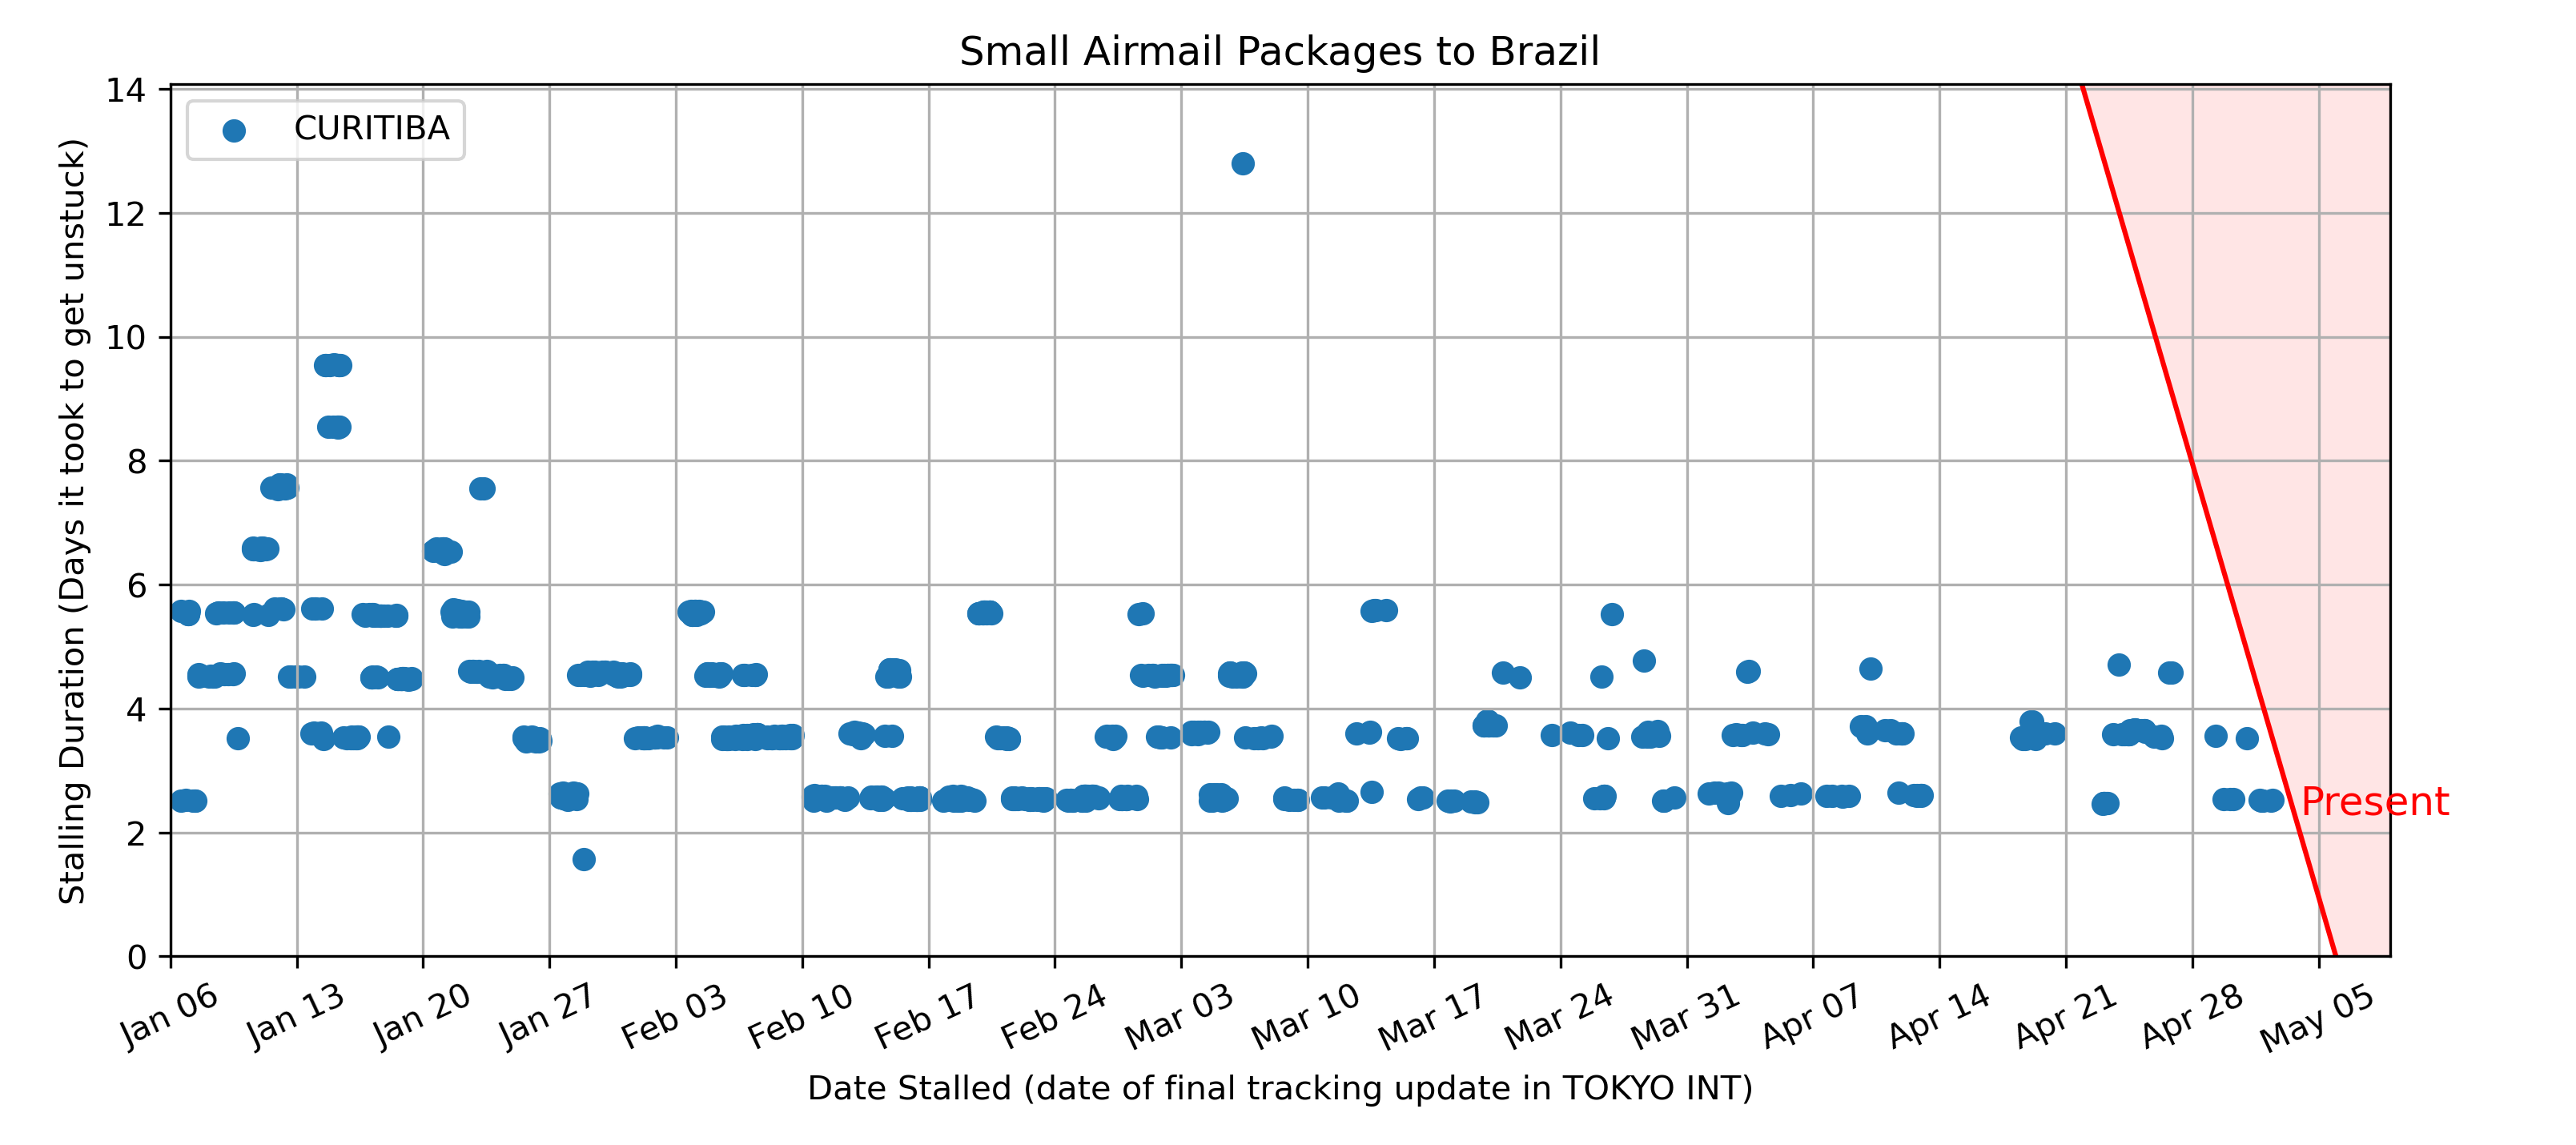 Small Airmail Packages to Brazil
CURITIBA
Stalling Duration (Days it took to get unstuck)
14
12
10
8
6
4
2
0
Present
Jan 06
Jan 13
Jan 20
Jan 27
Feb 03
Feb 10
Feb 17
Feb 24
Mar 03
Mar 10
Mar 17
Mar 24
Mar 31
Apr 07
Apr 14
Apr 21
Apr 28
May 05
Date Stalled (date of final tracking update in TOKYO INT)